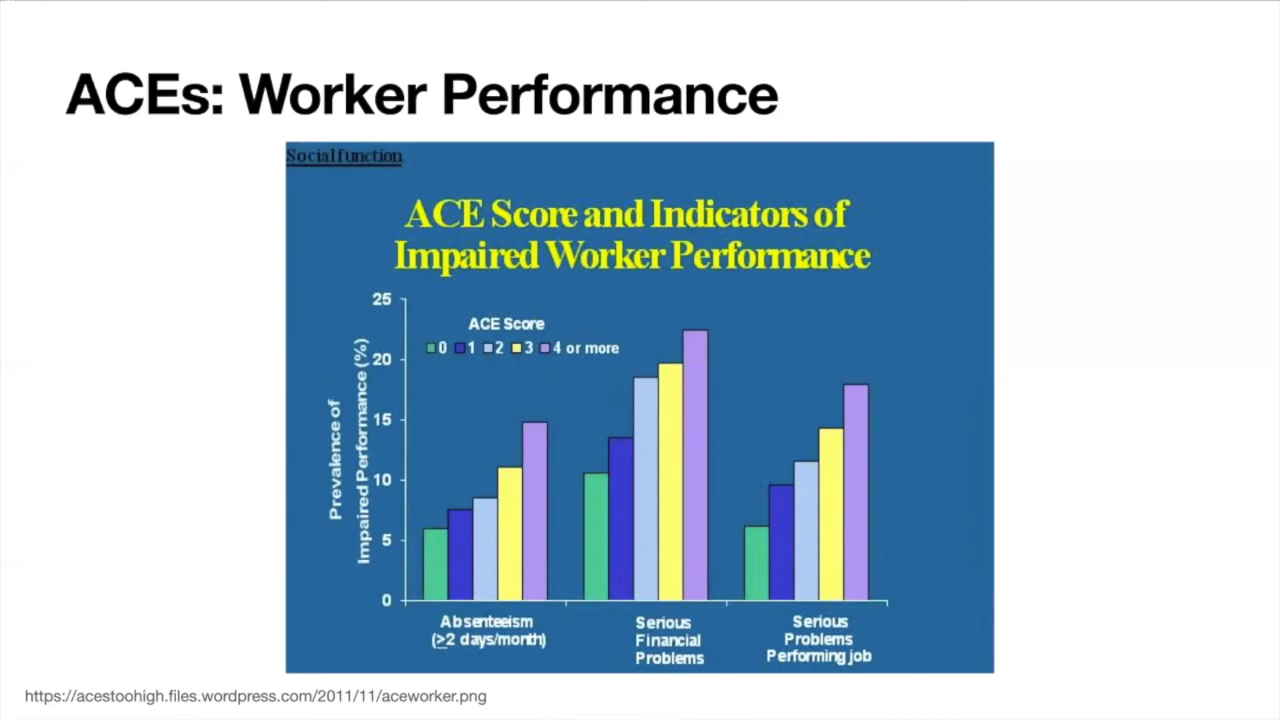 ACEs: Worker Performance
Socialfunction
ACE Score and Indicators of
Impaired Worker Performance
25
20
15
10
5
0
Prevalence of
Impaired Performance (%)
ACE Score
0 1 2 3 4 or more
Absenteeism
(>2 days/month)
Serious
Financial
Problems
Serious
Problems
Performing job
https://acestoohigh.files.wordpress.com/2011/11/aceworker.png